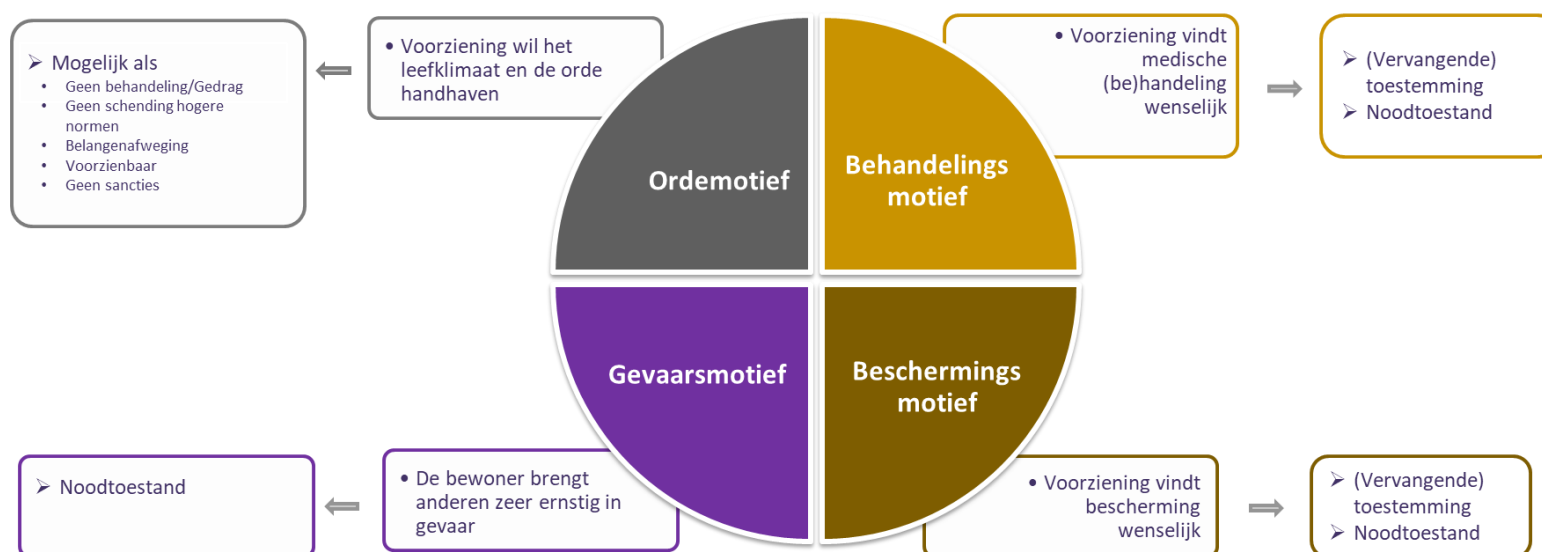 ➢ Mogelijk als
• Geen behandeling/Gedrag
• Geen schending hogere
normen
• Belangenafweging
• Voorzienbaar
• Geen sancties
• Voorziening wil het
leefklimaat en de orde
handhaven
Ordemotief
Behandelings
motief
• Voorziening vindt
medische
(be)handeling
wenselijk
➢ (Vervangende)
toestemming
➢ Noodtoestand
➢ Noodtoestand
• De bewoner brengt
anderen zeer ernstig in
gevaar
Gevaarsmotief
Beschermings
motief
• Voorziening vindt
bescherming
wenselijk
➢ (Vervangende)
toestemming
➢ Noodtoestand